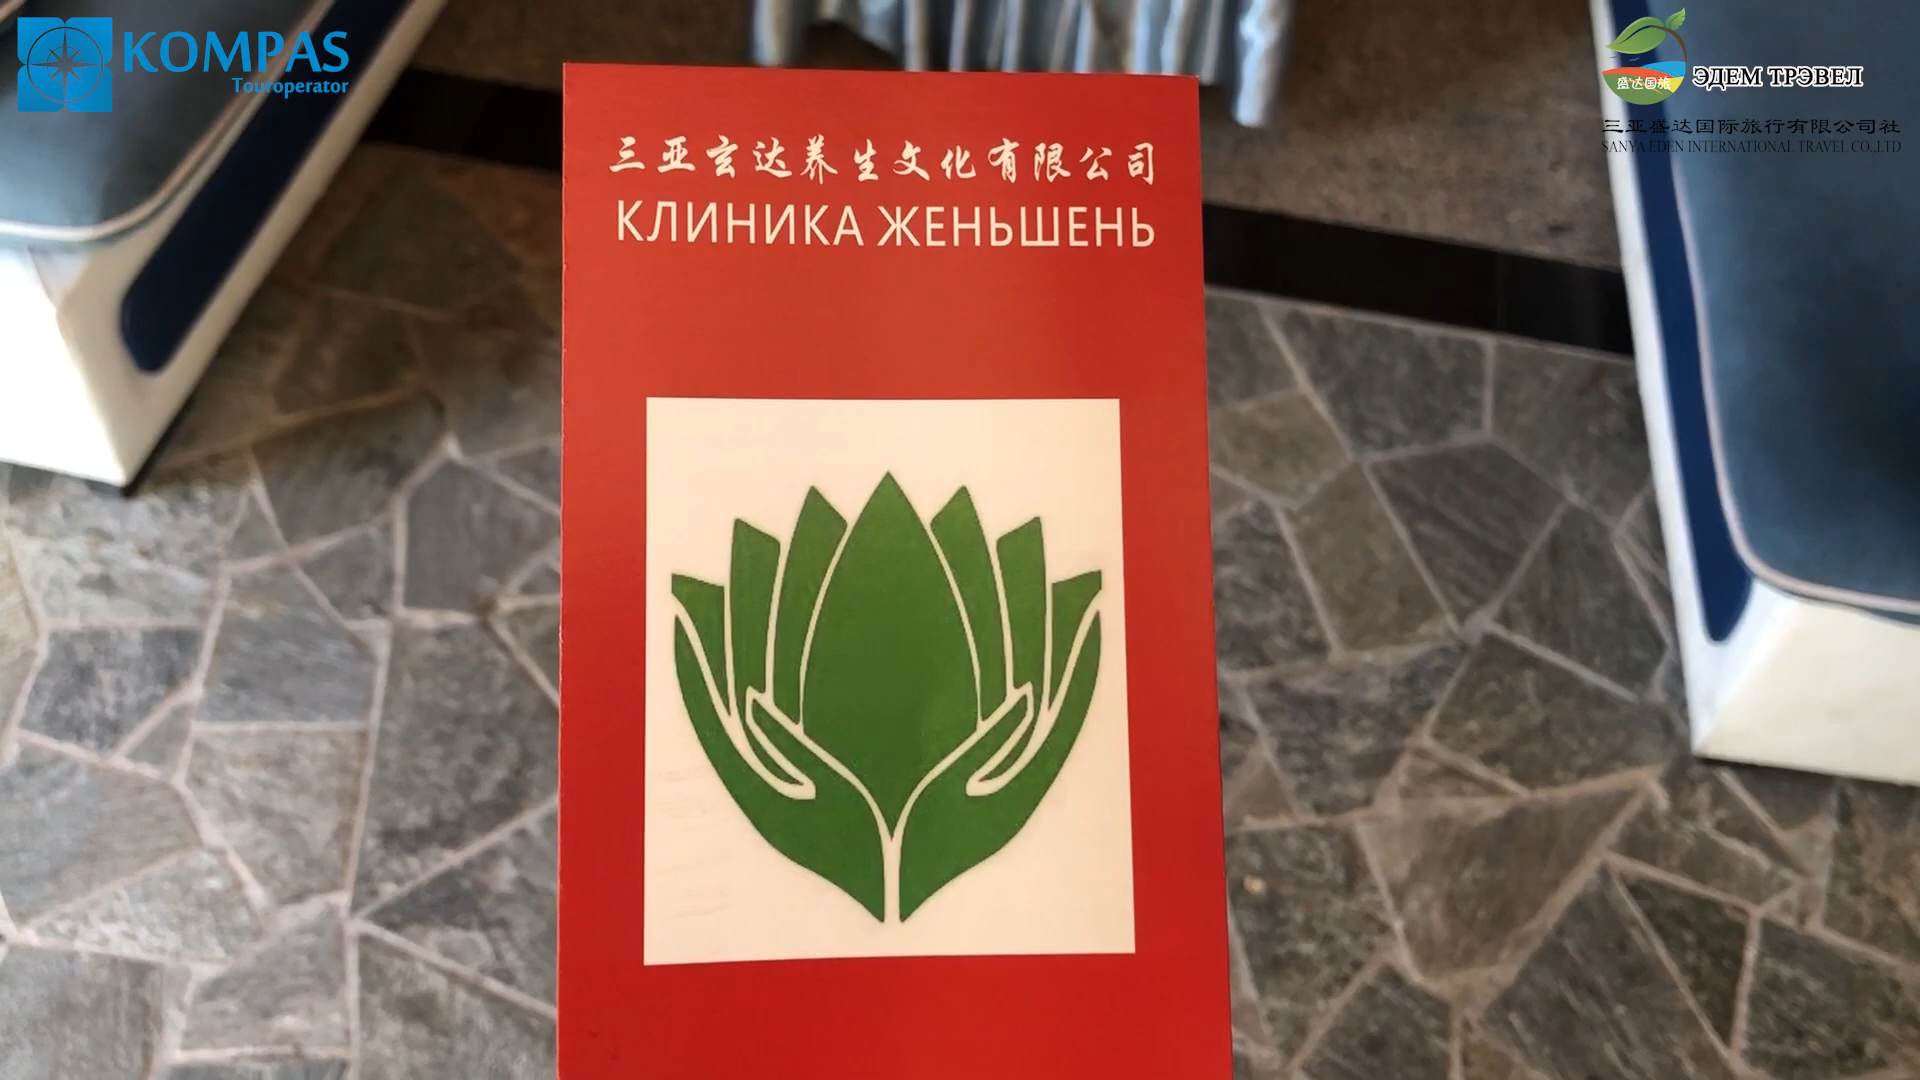 KOMPAS
Touroperator
盛达国旅
ЭДЕМ ТРЭВЕЛ
三亚盛达国际旅行有限公司社
SANYA EDEN INTERNATIONAL TRAVEL CO.,LTD
三亚玄达养生文化有限公司
КЛИНИКА ЖЕНЬШЕНЬ